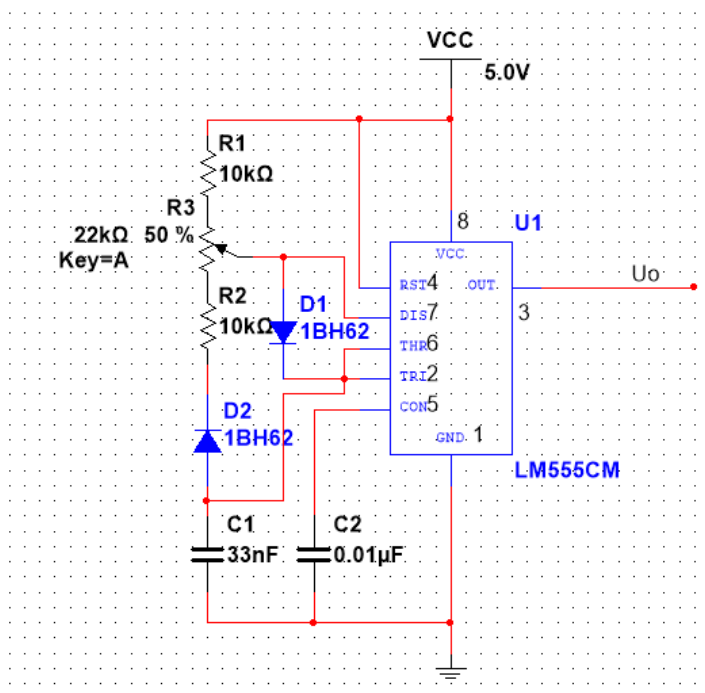 VCC
5.0V
R1
10kΩ
R3
22kΩ 50 %
Key=A
R2
10kΩ
D1
1BH62
D2
1BH62
C1
33nF
C2
0.01µF
8
U1
VCC
RST4 OUT
Uo
DIS7
3
THR6
TRI2
CON5
GND 1
LM555CM